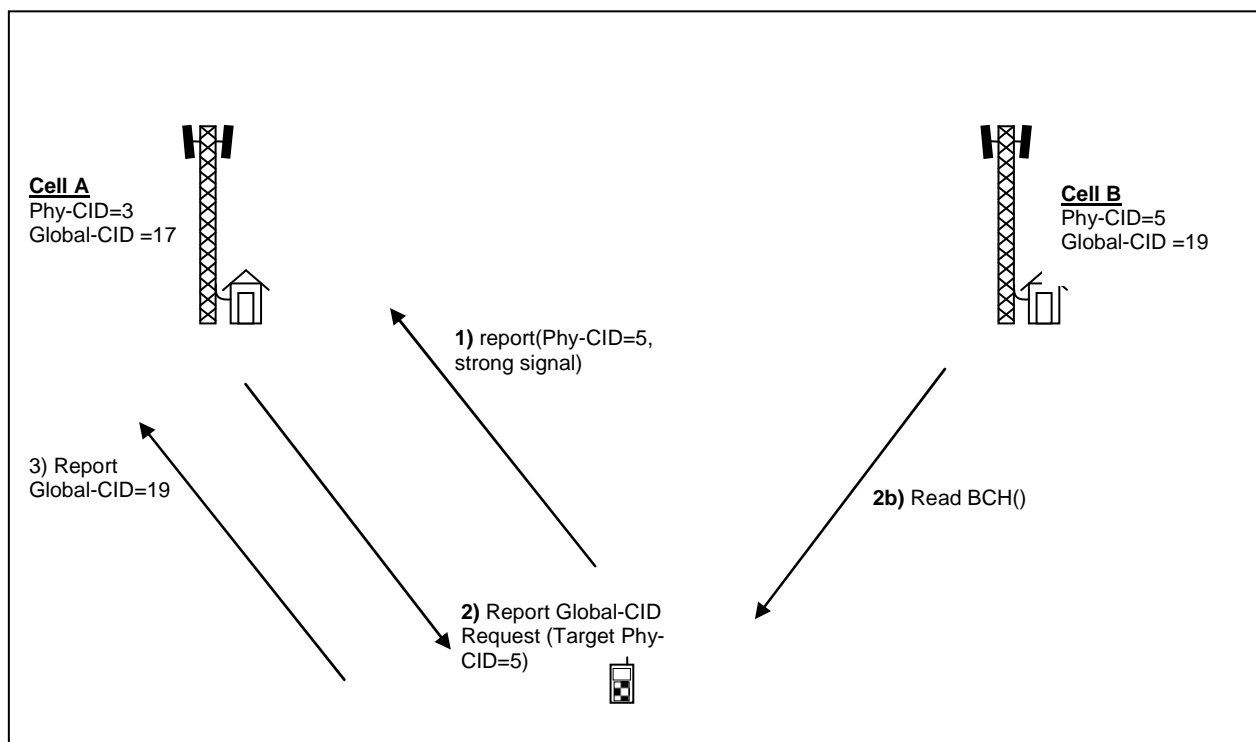 Cell A
Phy-CID=3
Global-CID =17
Cell B
Phy-CID=5
Global-CID =19
1) report(Phy-CID=5,
strong signal)
3) Report
Global-CID=19
2b) Read BCH()
2) Report Global-CID
Request (Target Phy-
CID=5)